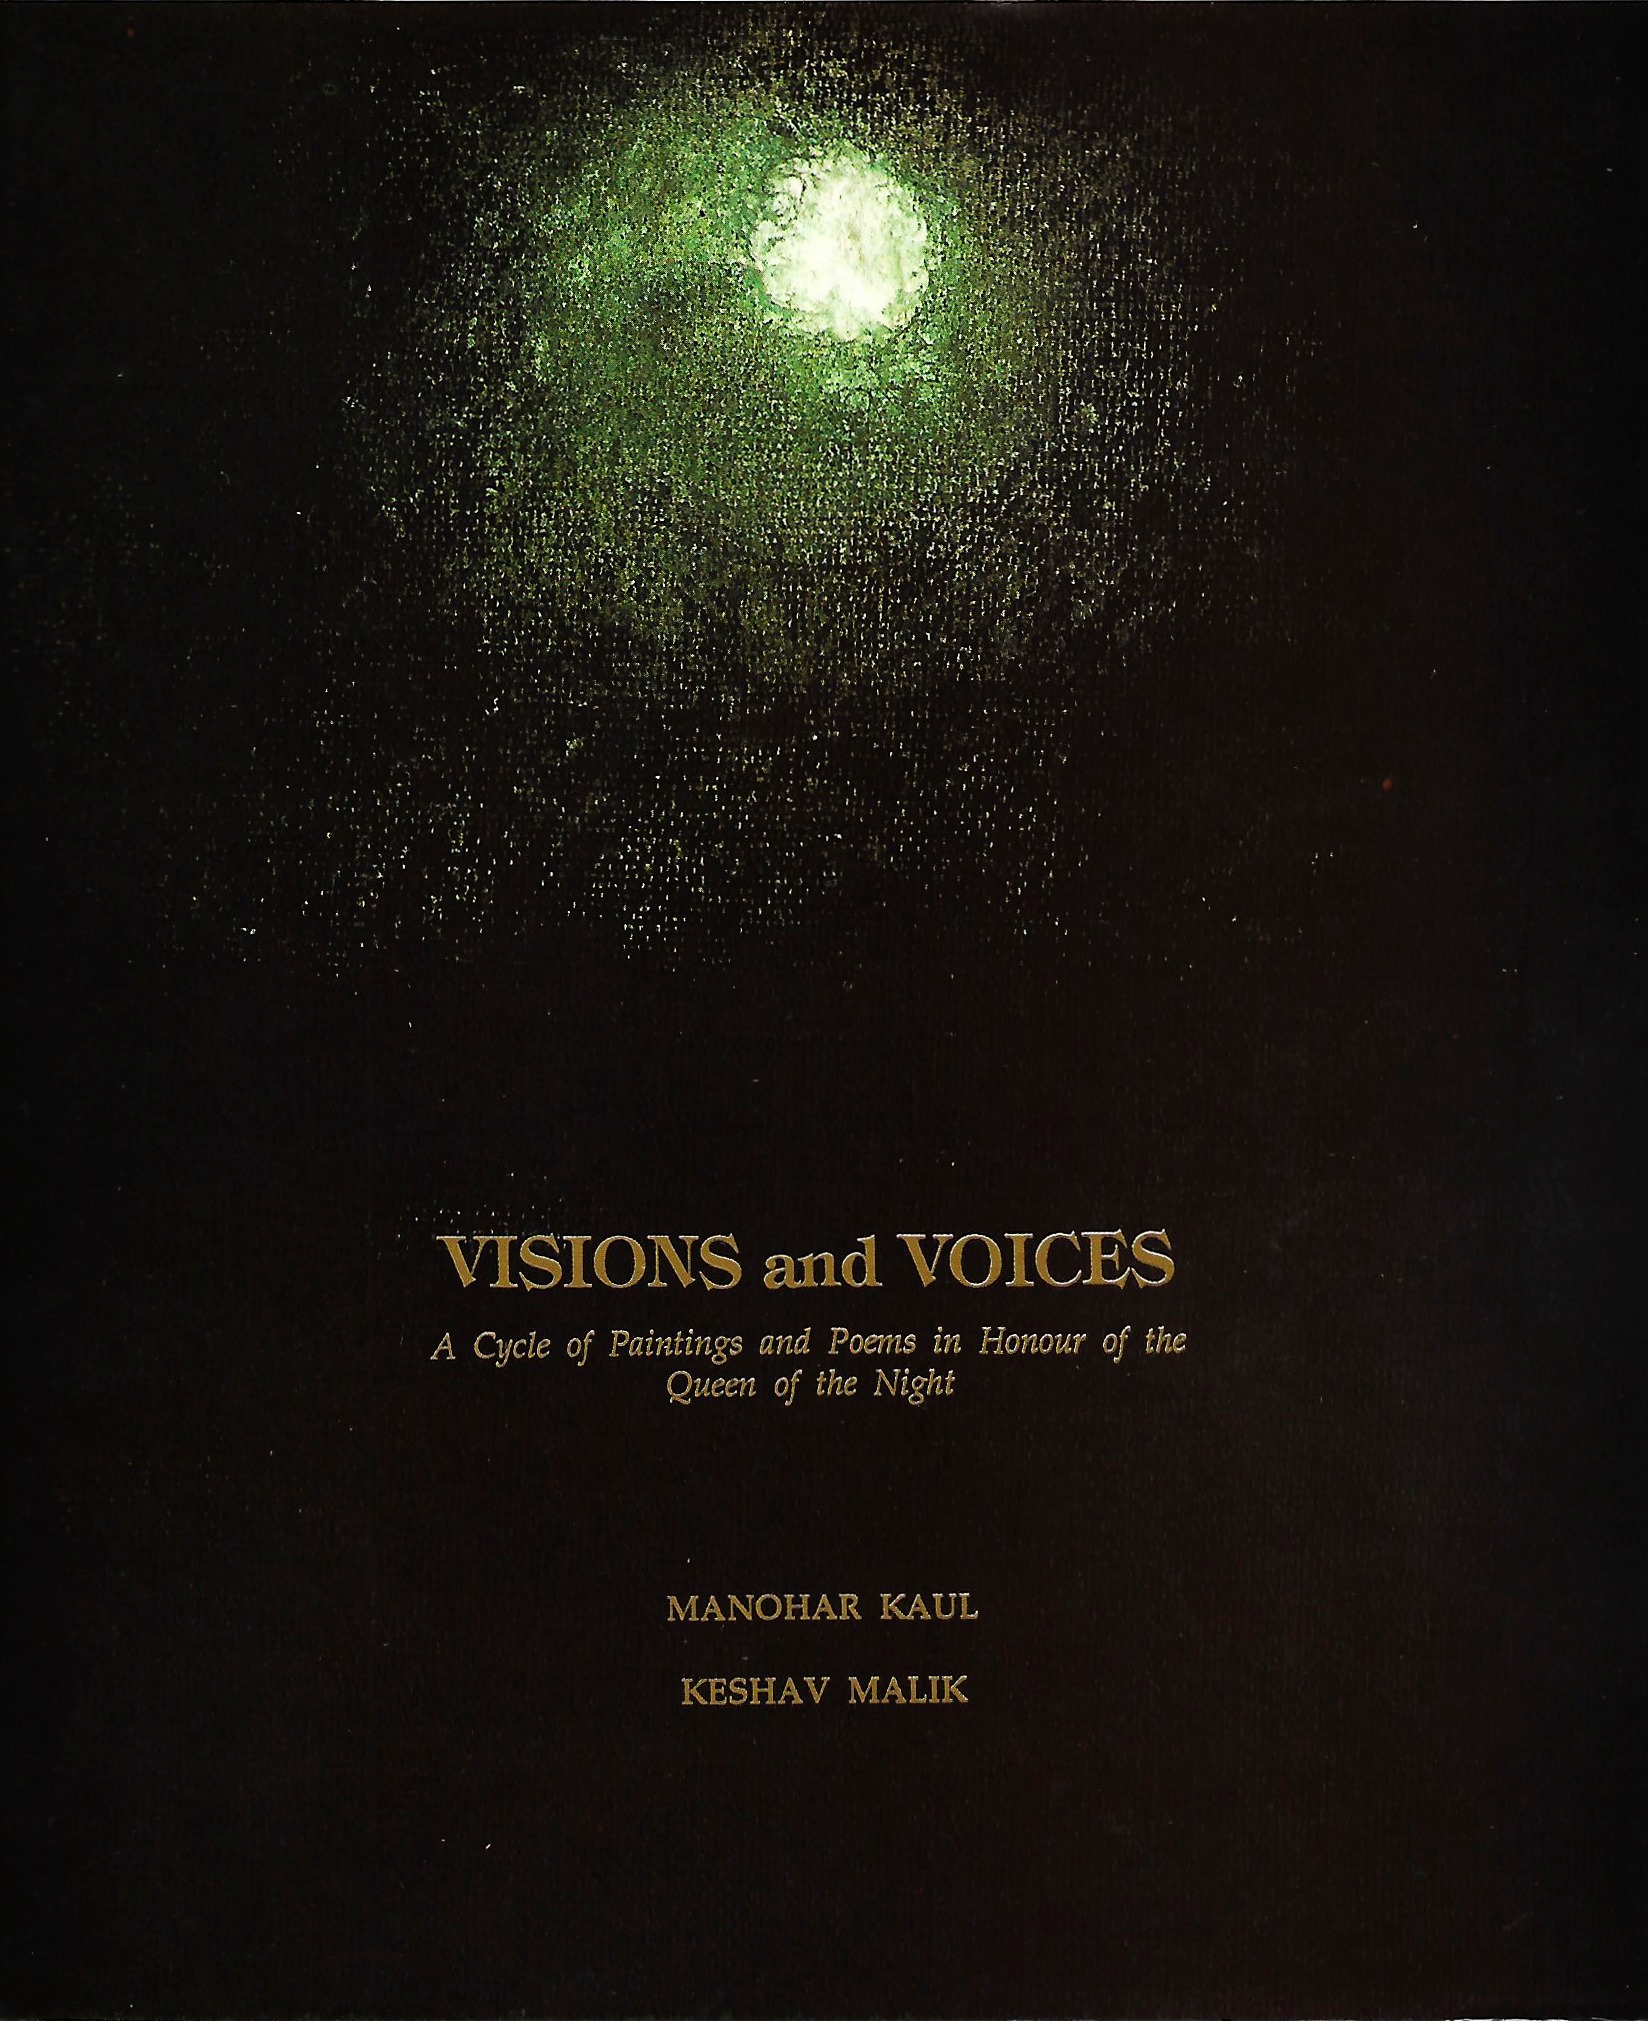 VISIONS and VOICES
A Cycle of Paintings and Poems in Honour of the
Queen of the Night
MANOHAR KAUL
KESHAV MALIK